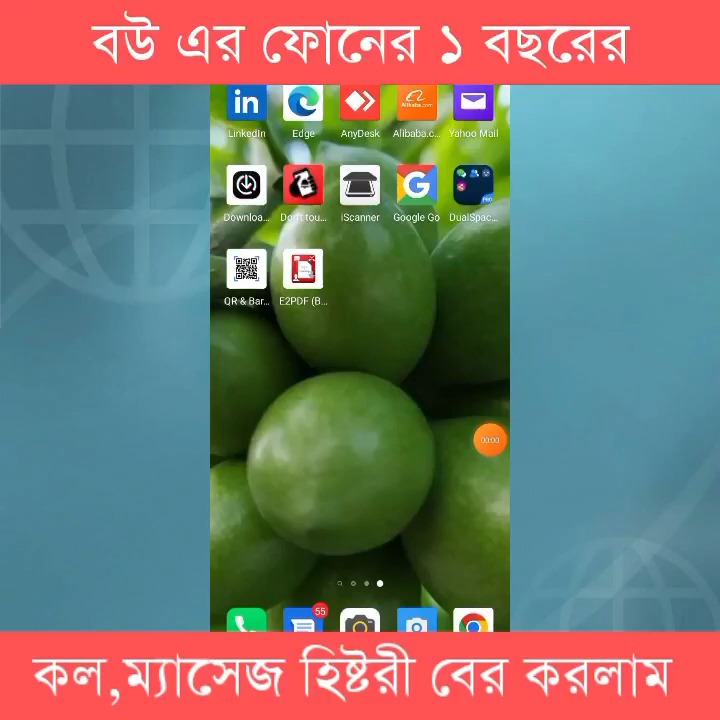 বউ এর ফোনের ১ বছরের
LinkedIn Edge AnyDesk Alibaba.c... Yahoo Mail
Downloa... Don't tou... iScanner Google Go DualSpac...
QR & Bar... E2PDF (B...
00:00
55
কল,ম্যাসেজ হিষ্টরী বের করলাম